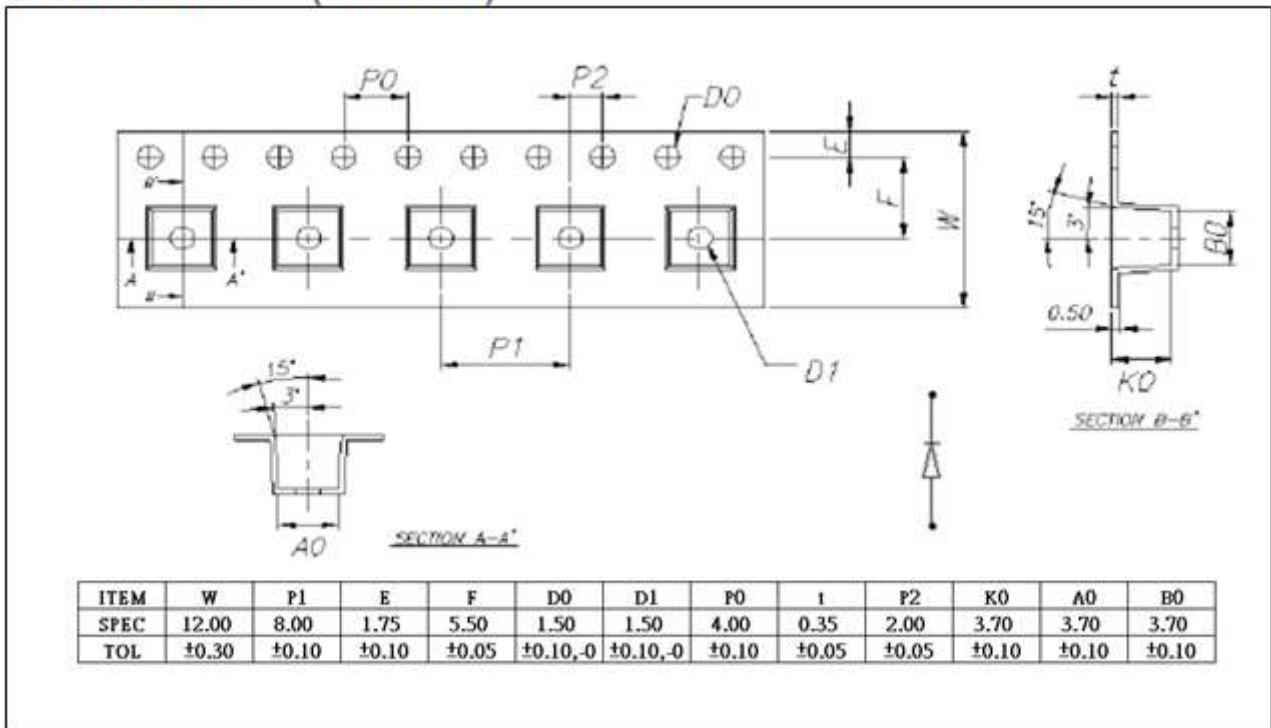 P0
P2
D0
t
E
B'
F
W
15°
3°
B0
A
A'
B
0.50
P1
D1
K0
SECTION B-B'
15°
3°
A0
SECTION A-A'
ITEM W P1 E F D0 D1 P0 t P2 K0 A0 B0
SPEC 12.00 8.00 1.75 5.50 1.50 1.50 4.00 0.35 2.00 3.70 3.70 3.70
TOL ±0.30 ±0.10 ±0.10 ±0.05 ±0.10,-0 ±0.10,-0 ±0.10 ±0.05 ±0.05 ±0.10 ±0.10 ±0.10